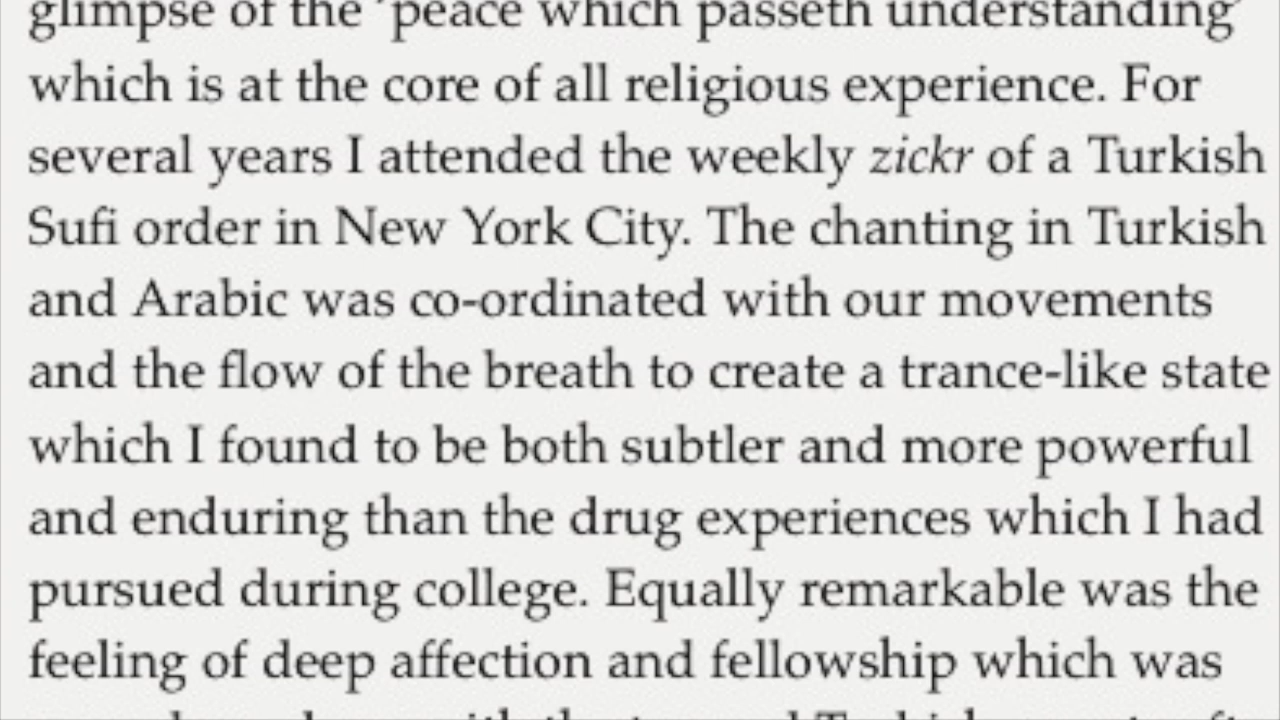 glimpse of the 'peace which passeth understanding'
which is at the core of all religious experience. For
several years I attended the weekly zickr of a Turkish
Sufi order in New York City. The chanting in Turkish
and Arabic was co-ordinated with our movements
and the flow of the breath to create a trance-like state
which I found to be both subtler and more powerful
and enduring than the drug experiences which I had
pursued during college. Equally remarkable was the
feeling of deep affection and fellowship which was